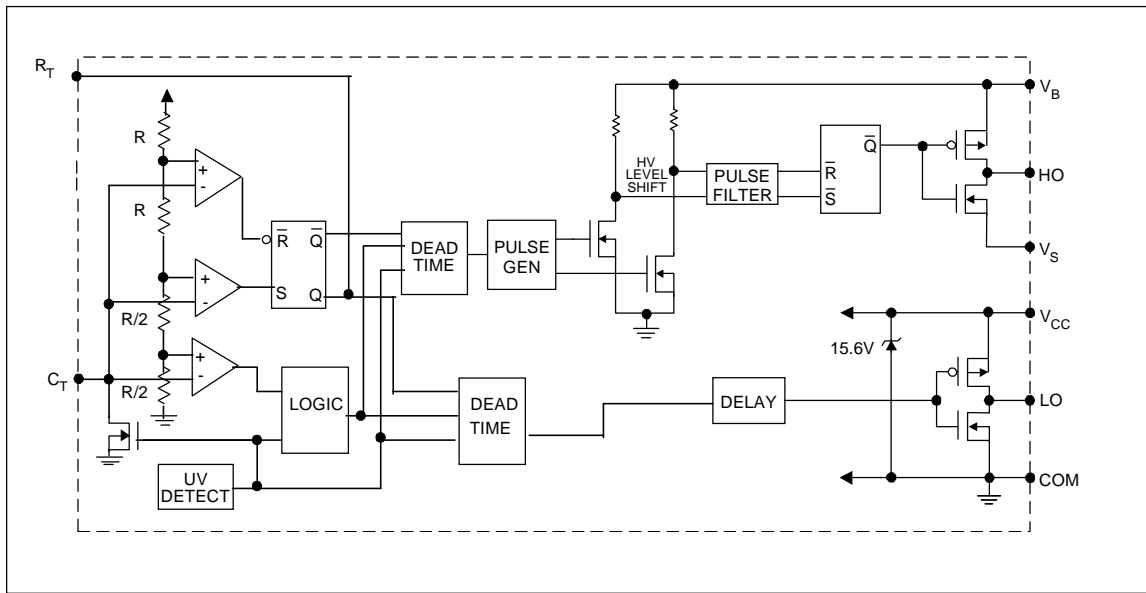 R_T
V_B
R
HV
LEVEL
SHIFT
PULSE
FILTER
R̅
S̅
Q̅
HO
+
-
R
R̅
Q̅
S
Q
DEAD
TIME
PULSE
GEN
V_S
+
-
R/2
V_CC
15.6V
+
-
R/2
C_T
LOGIC
DEAD
TIME
DELAY
LO
UV
DETECT
COM